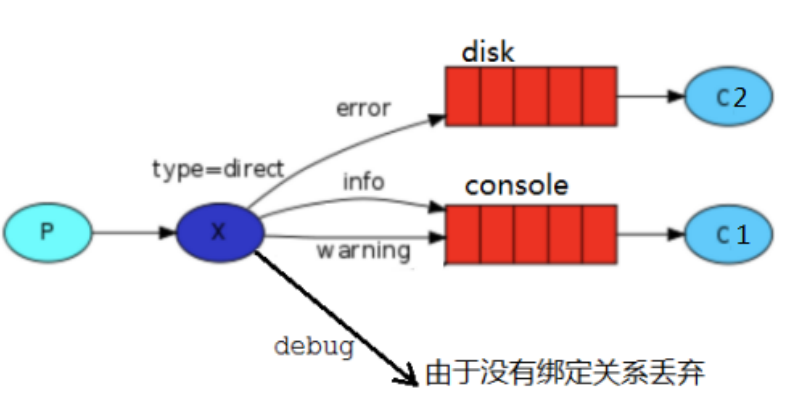 disk
error
C2
type=direct
info
console
P
X
warning
C1
debug
由于没有绑定关系丢弃